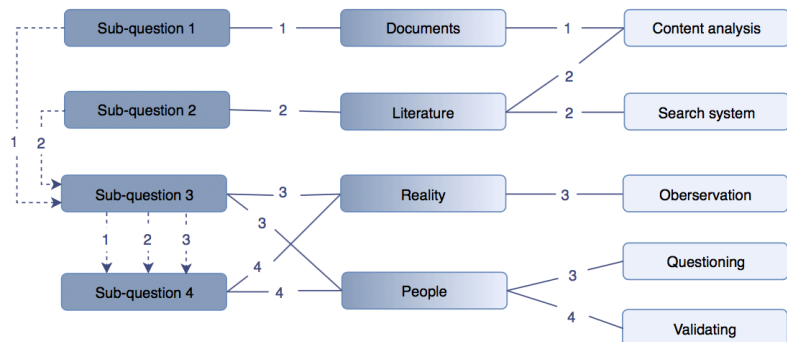 Sub-question 1 1 Documents 1 Content analysis
2
1 2
Sub-question 2 2 Literature 2 Search system
Sub-question 3 3 Reality 3 Oberservation
3
1 2 3
4
Questioning
3
Sub-question 4 4 People
4
Validating